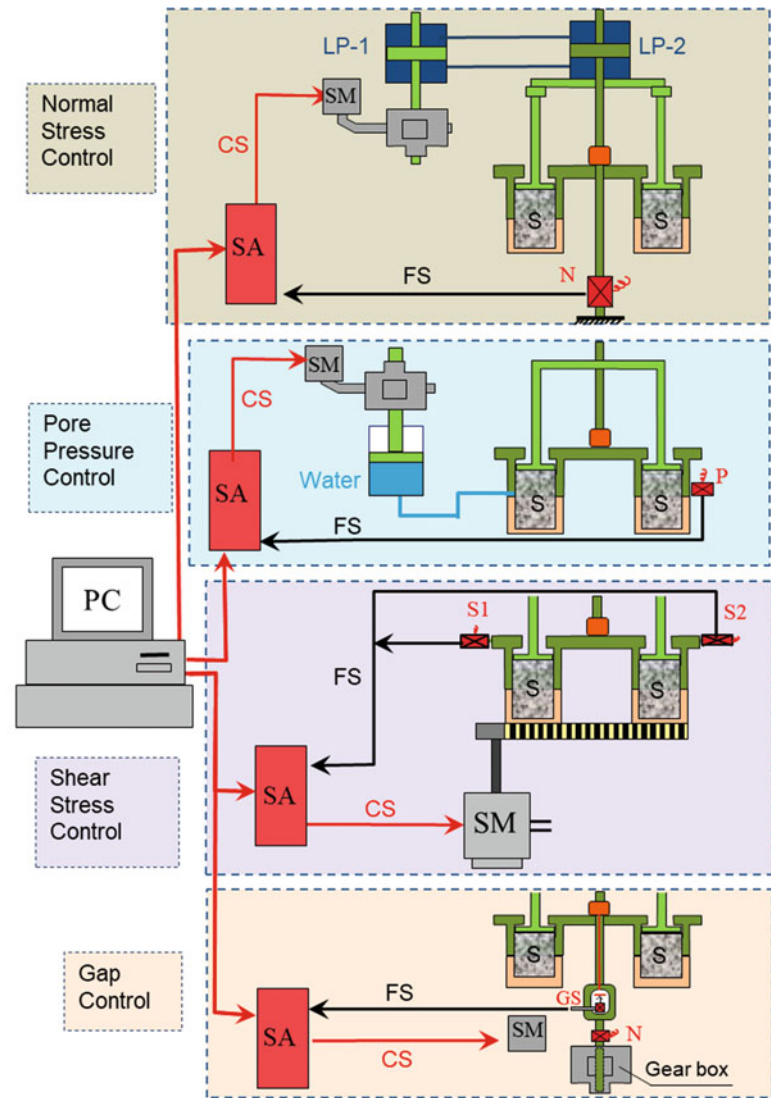 Normal
Stress
Control
LP-1
LP-2
SM
CS
SA
FS
N
S
S
Pore
Pressure
Control
SM
CS
SA
Water
FS
S
S
P
PC
Shear
Stress
Control
S1
S2
FS
S
S
SA
CS
SM
Gap
Control
S
S
FS
GS
SA
CS
SM
N
Gear box